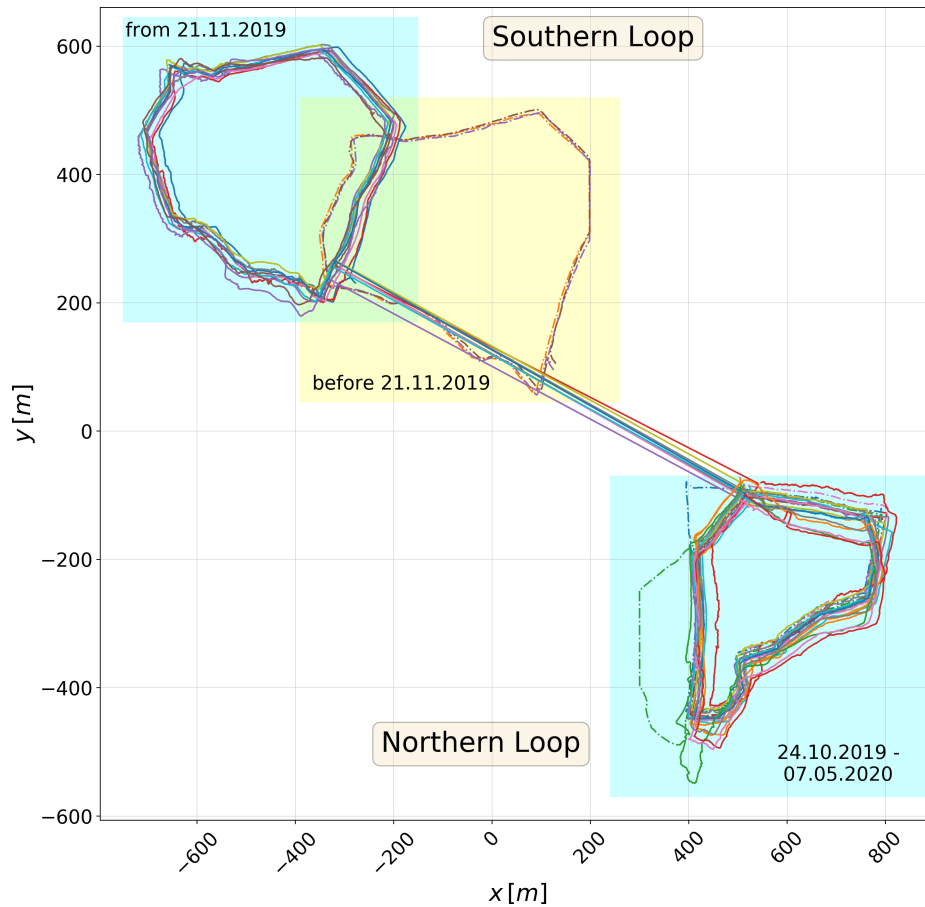 from 21.11.2019
Southern Loop
before 21.11.2019
Northern Loop
24.10.2019 -
07.05.2020
600
400
200
0
−200
−400
−600
y [m]
−600
−400
−200
0
200
400
600
800
x [m]